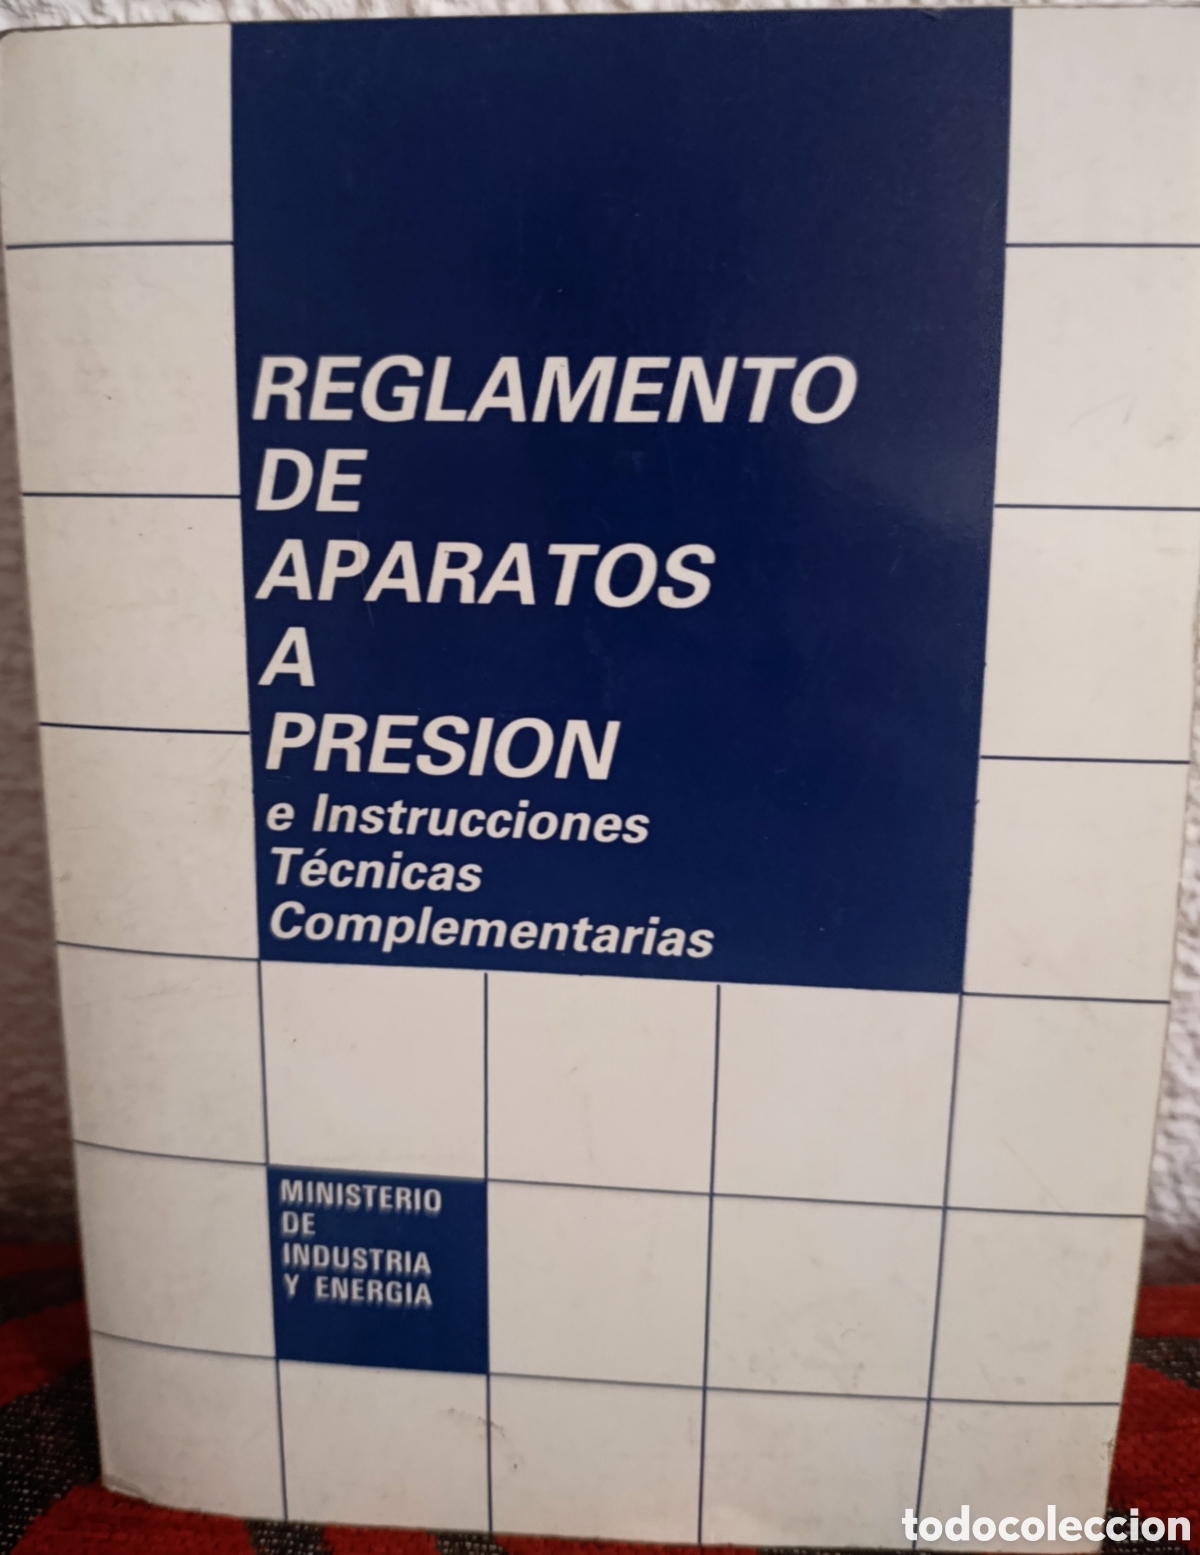 REGLAMENTO
DE
APARATOS
A
PRESION
e Instrucciones
Técnicas
Complementarias
MINISTERIO
DE
INDUSTRIA
Y ENERGIA
todocoleccion